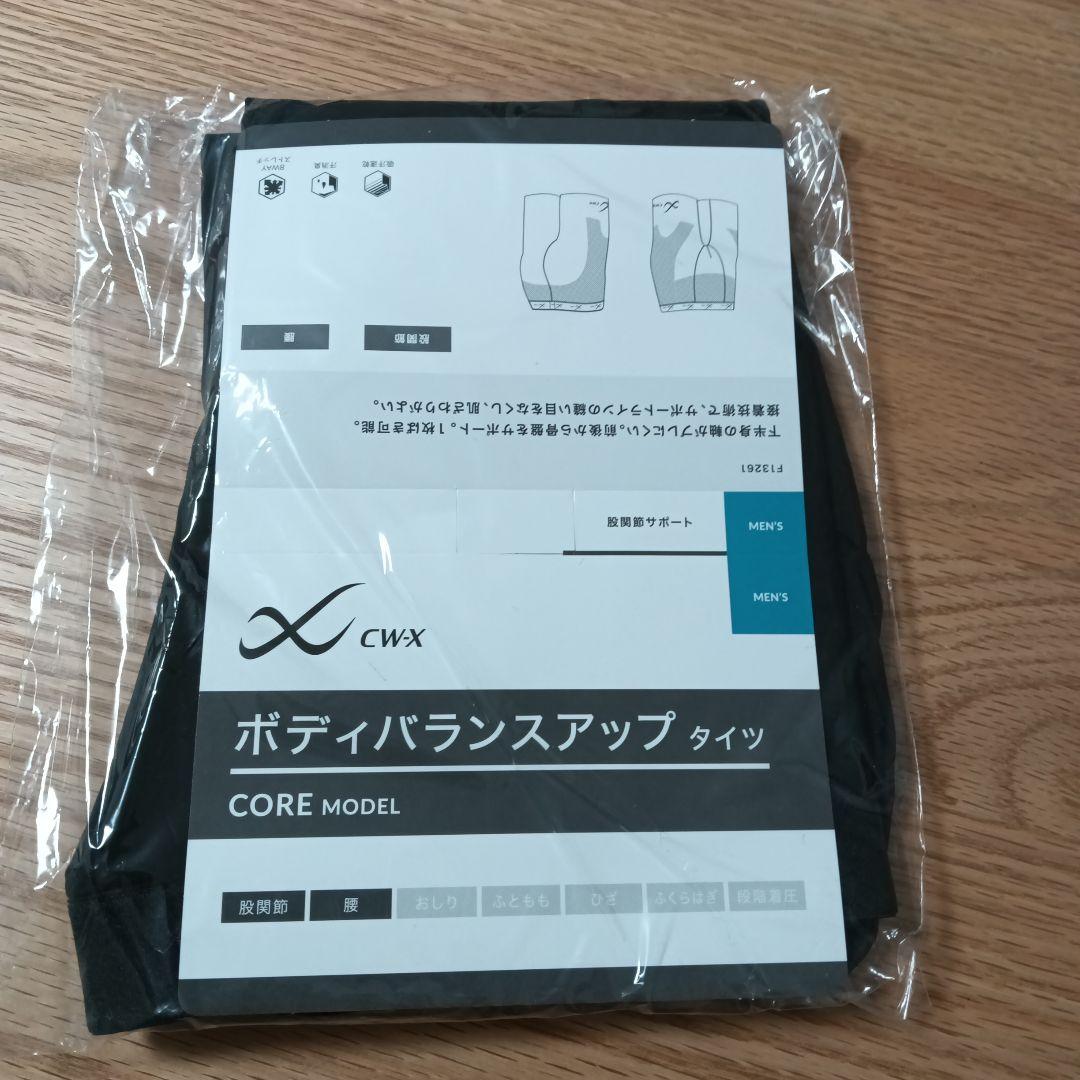 8WAY
ストレッチ
汗消臭
吸汗速乾
CW-X
CW-X
腰
股関節
下半身の軸がブレにくい。前後から骨盤をサポート。1枚ばき可能。
接着技術で、サポートラインの縫い目をなくし、肌ざわりがよい。
F13261
股関節サポート
MEN'S
MEN'S
CW-X
ボディバランスアップ タイツ
CORE MODEL
股関節
腰
おしり
ふともも
ひざ
ふくらはぎ
段階着圧